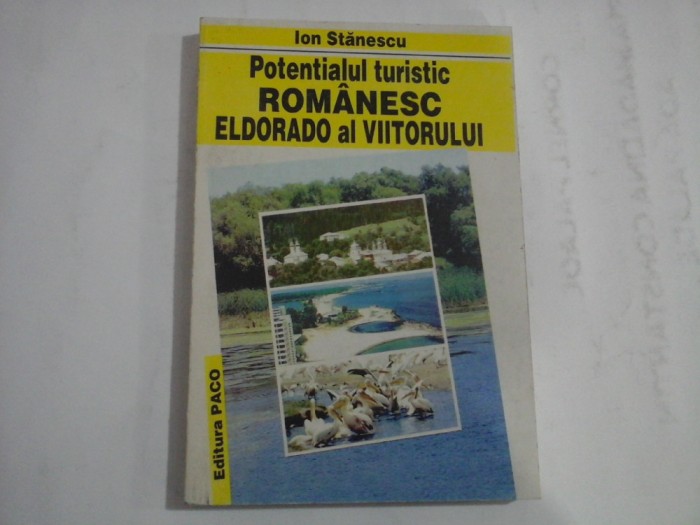 Ion Stănescu
Potentialul turistic
ROMÂNESC
ELDORADO al VIITORULUI
Editura PACO